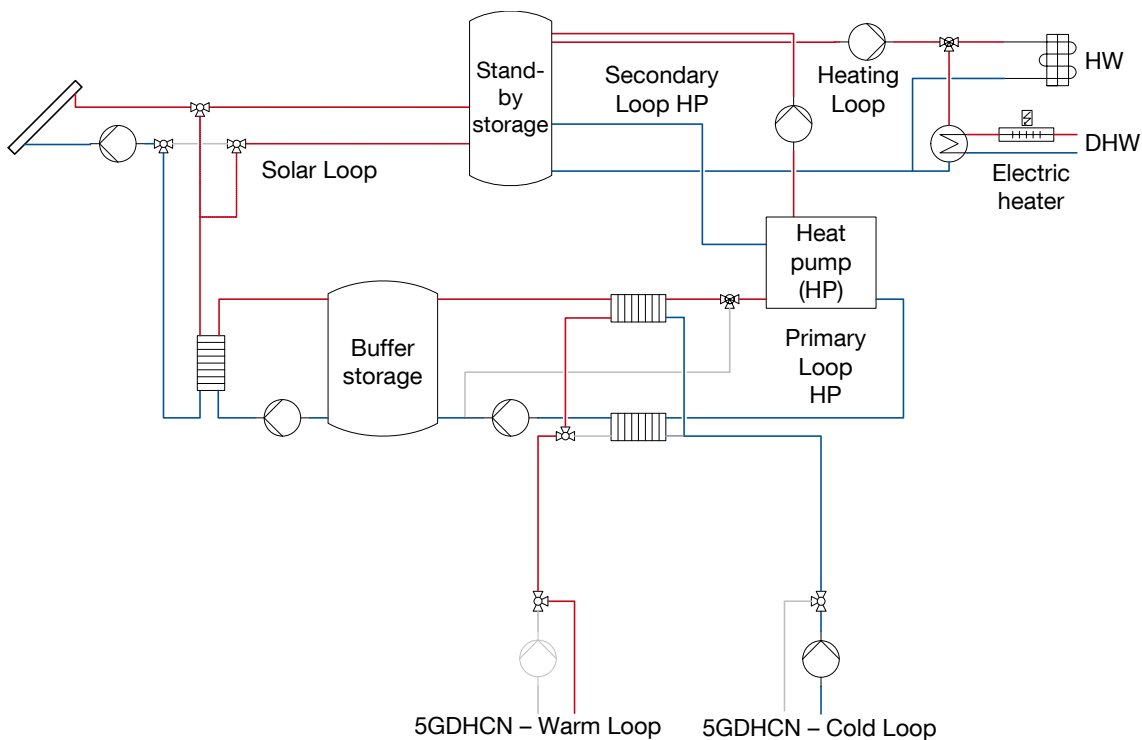 Stand-
by
storage
Secondary
Loop HP
Heating
Loop
HW
DHW
Electric
heater
Solar Loop
Heat
pump
(HP)
Buffer
storage
Primary
Loop
HP
5GDHCN – Warm Loop
5GDHCN – Cold Loop